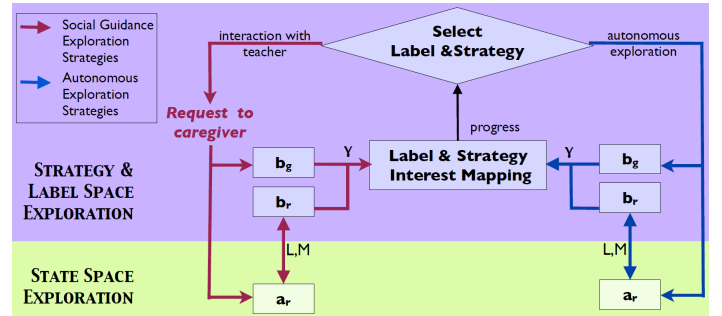 Social Guidance
Exploration
Strategies
Autonomous
Exploration
Strategies
interaction with
teacher
Select
Label &Strategy
autonomous
exploration
Request to
caregiver
progress
STRATEGY &
LABEL SPACE
EXPLORATION
bg
γ
Label & Strategy
Interest Mapping
γ
bg
br
br
L,M
L,M
STATE SPACE
EXPLORATION
ar
ar